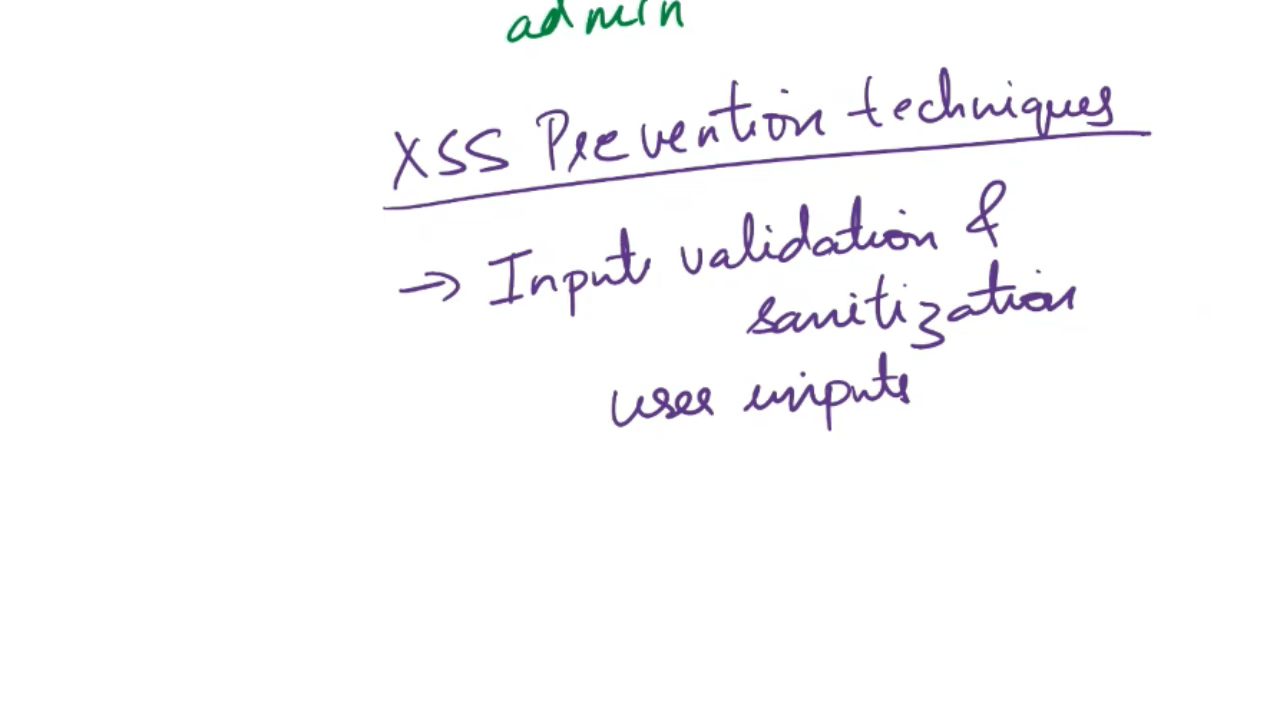 admin
XSS Prevention techniques
→ Input validation &
sanitization
user inputs